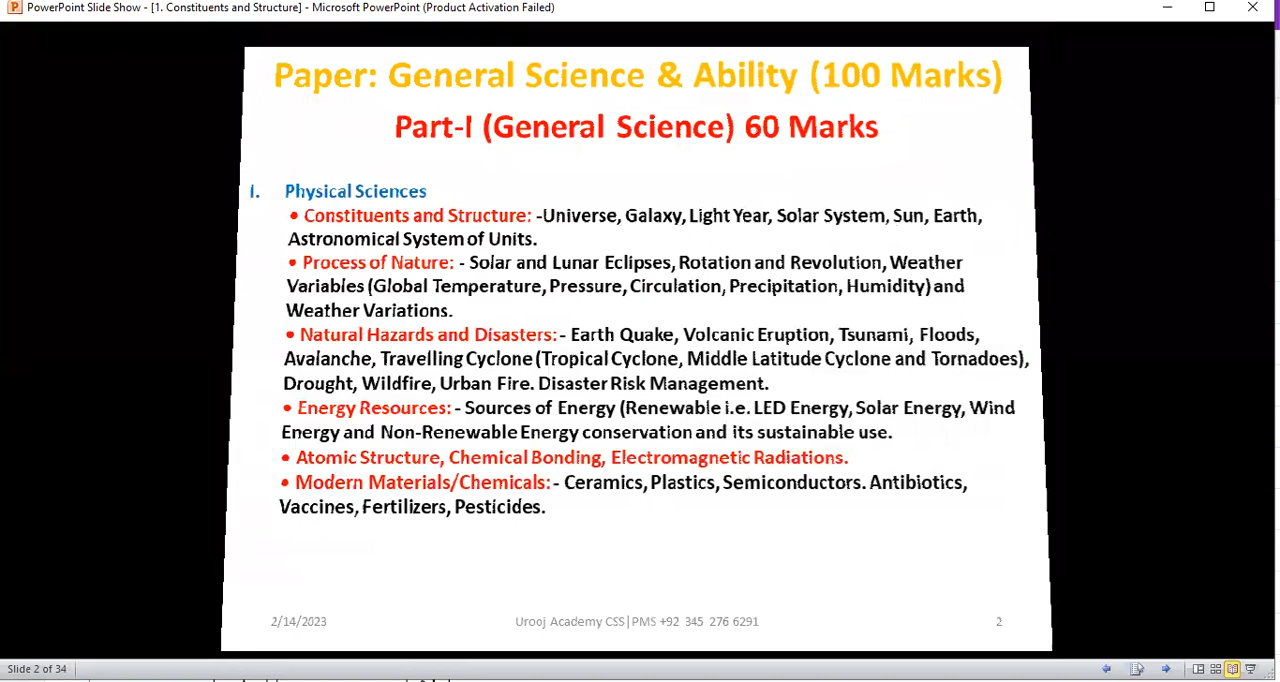 PowerPoint Slide Show - [1. Constituents and Structure] - Microsoft PowerPoint (Product Activation Failed)
Paper: General Science & Ability (100 Marks)
Part-I (General Science) 60 Marks
I. Physical Sciences
• Constituents and Structure: -Universe, Galaxy, Light Year, Solar System, Sun, Earth,
Astronomical System of Units.
• Process of Nature: - Solar and Lunar Eclipses, Rotation and Revolution, Weather
Variables (Global Temperature, Pressure, Circulation, Precipitation, Humidity) and
Weather Variations.
• Natural Hazards and Disasters: - Earth Quake, Volcanic Eruption, Tsunami, Floods,
Avalanche, Travelling Cyclone (Tropical Cyclone, Middle Latitude Cyclone and Tornadoes),
Drought, Wildfire, Urban Fire. Disaster Risk Management.
• Energy Resources: - Sources of Energy (Renewable i.e. LED Energy, Solar Energy, Wind
Energy and Non-Renewable Energy conservation and its sustainable use.
• Atomic Structure, Chemical Bonding, Electromagnetic Radiations.
• Modern Materials/Chemicals: - Ceramics, Plastics, Semiconductors. Antibiotics,
Vaccines, Fertilizers, Pesticides.
2/14/2023 Urooj Academy CSS|PMS +92 345 276 6291 2
Slide 2 of 34